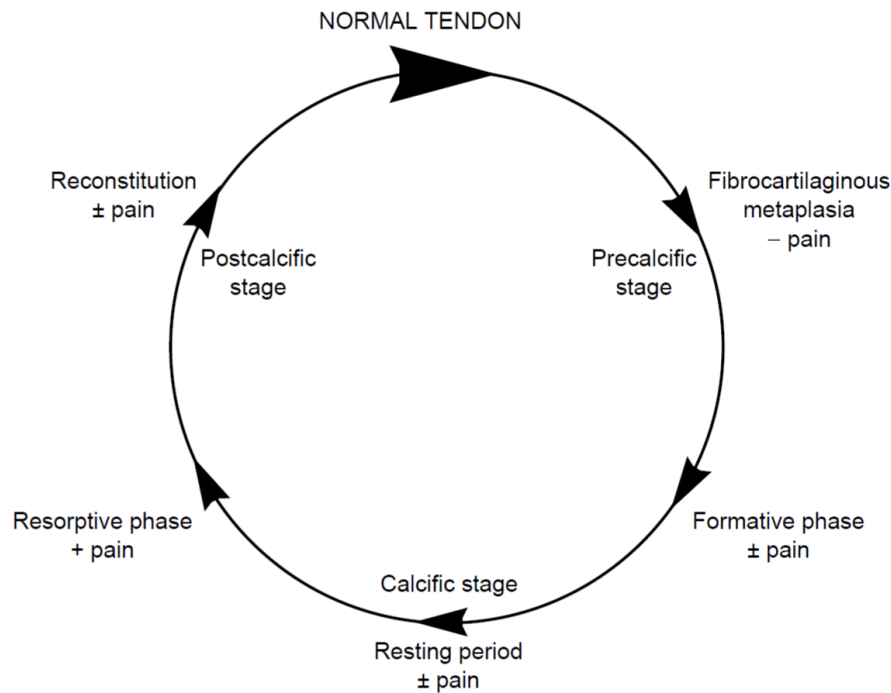 NORMAL TENDON
Reconstitution
± pain
Fibrocartilaginous
metaplasia
– pain
Postcalcific
stage
Precalcific
stage
Resorptive phase
+ pain
Formative phase
± pain
Calcific stage
Resting period
± pain